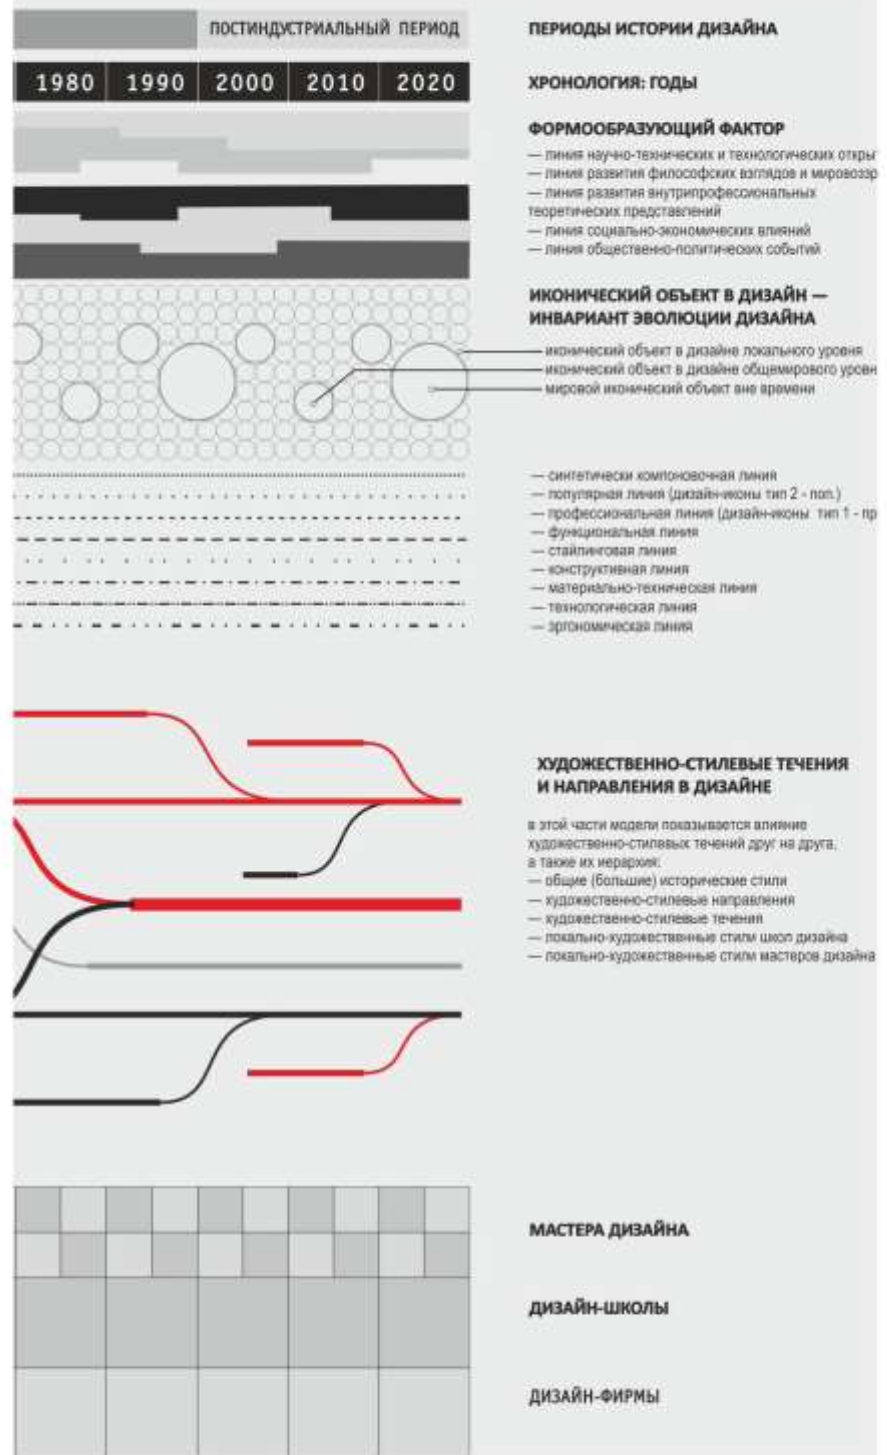 ПОСТИНДУСТРИАЛЬНЫЙ ПЕРИОД
ПЕРИОДЫ ИСТОРИИ ДИЗАЙНА
1980 1990 2000 2010 2020
ХРОНОЛОГИЯ: ГОДЫ
ФОРМООБРАЗУЮЩИЙ ФАКТОР
— линия научно-технических и технологических откры
— линия развития философских взглядов и мировоззр
— линия развития внутрипрофессиональных
теоретических представлений
— линия социально-экономических влияний
— линия общественно-политических событий
ИКОНИЧЕСКИЙ ОБЪЕКТ В ДИЗАЙН —
ИНВАРИАНТ ЭВОЛЮЦИИ ДИЗАЙНА
иконический объект в дизайне локального уровня
иконический объект в дизайне общемирового уровн
мировой иконический объект вне времени
— синтетически компоновочная линия
— популярная линия (дизайн-иконы тип 2 - поп.)
— профессиональная линия (дизайн-иконы тип 1 - пр
— функциональная линия
— стайлинговая линия
— конструктивная линия
— материально-техническая линия
— технологическая линия
— эргономическая линия
ХУДОЖЕСТВЕННО-СТИЛЕВЫЕ ТЕЧЕНИЯ
И НАПРАВЛЕНИЯ В ДИЗАЙНЕ
в этой части модели показывается влияние
художественно-стилевых течений друг на друга,
а также их иерархия:
— общие (большие) исторические стили
— художественно-стилевые направления
— художественно-стилевые течения
— локально-художественные стили школ дизайна
— локально-художественные стили мастеров дизайна
МАСТЕРА ДИЗАЙНА
ДИЗАЙН-ШКОЛЫ
ДИЗАЙН-ФИРМЫ